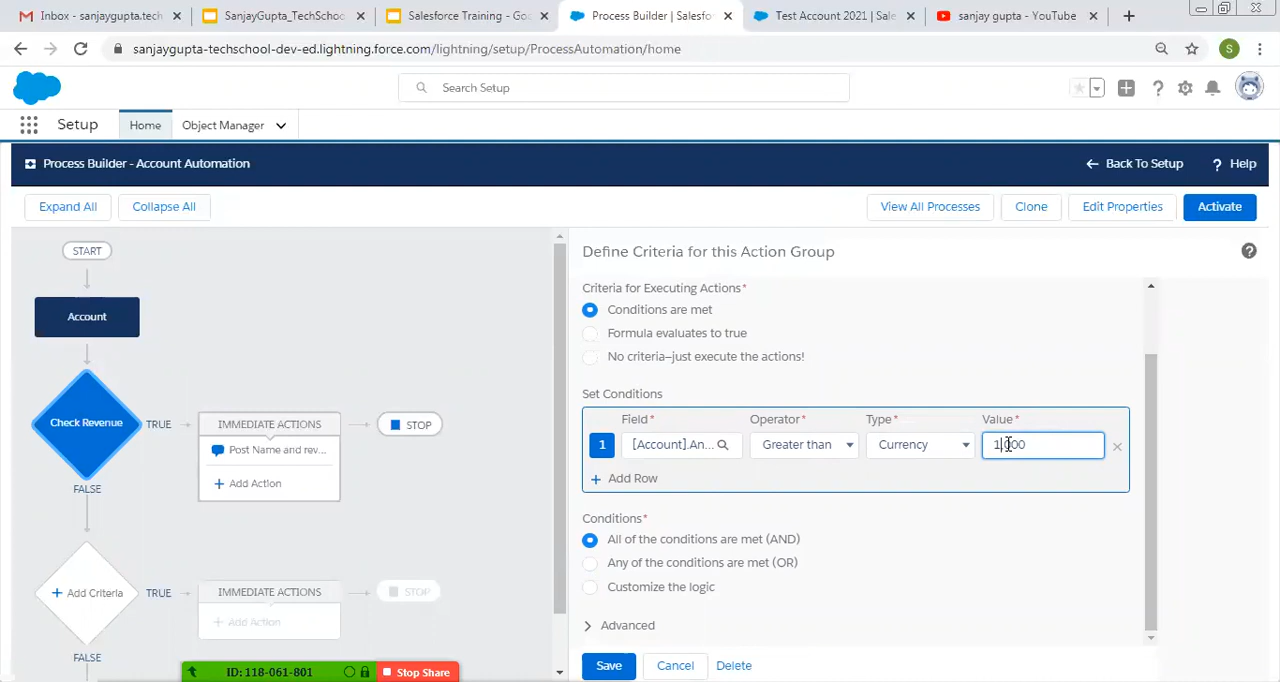 Inbox - sanjaygupta.tech
SanjayGupta_TechSchool
Salesforce Training - Goo
Process Builder | Salesfo
Test Account 2021 | Sale
sanjay gupta - YouTube
sanjaygupta-techschool-dev-ed.lightning.force.com/lightning/setup/ProcessAutomation/home
S
Search Setup
Setup
Home
Object Manager
Process Builder - Account Automation
Back To Setup
? Help
Expand All
Collapse All
View All Processes
Clone
Edit Properties
Activate
START
Account
Check Revenue
TRUE
IMMEDIATE ACTIONS
Post Name and rev...
+ Add Action
STOP
FALSE
+ Add Criteria
TRUE
IMMEDIATE ACTIONS
+ Add Action
STOP
FALSE
ID: 118-061-801
Stop Share
Define Criteria for this Action Group
Criteria for Executing Actions*
Conditions are met
Formula evaluates to true
No criteria—just execute the actions!
Set Conditions
Field*
Operator*
Type*
Value*
1
[Account].An...
Greater than
Currency
+ Add Row
Conditions*
All of the conditions are met (AND)
Any of the conditions are met (OR)
Customize the logic
Advanced
Save
Cancel
Delete